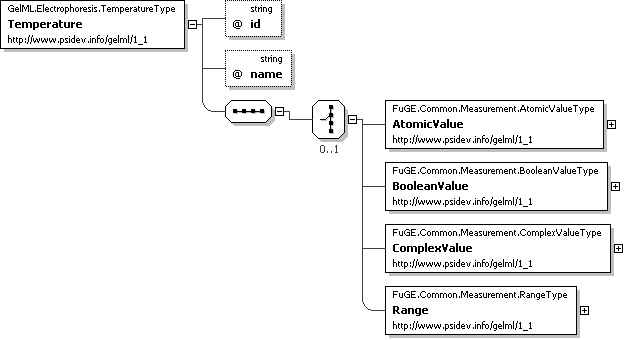 GelML.Electrophoresis.TemperatureType
Temperature
http://www.psidev.info/gelml/1_1
string
@ id
string
@ name
0..1
FuGE.Common.Measurement.AtomicValueType
AtomicValue
http://www.psidev.info/gelml/1_1
FuGE.Common.Measurement.BooleanValueType
BooleanValue
http://www.psidev.info/gelml/1_1
FuGE.Common.Measurement.ComplexValueType
ComplexValue
http://www.psidev.info/gelml/1_1
FuGE.Common.Measurement.RangeType
Range
http://www.psidev.info/gelml/1_1